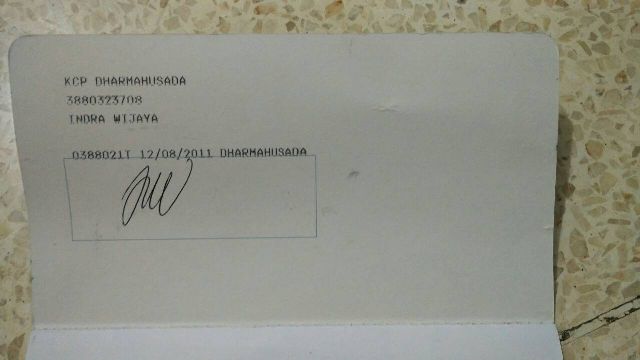 KCP DHARMAHUSADA
3880323708
INDRA WIJAYA
0388021T 12/08/2011 DHARMAHUSADA